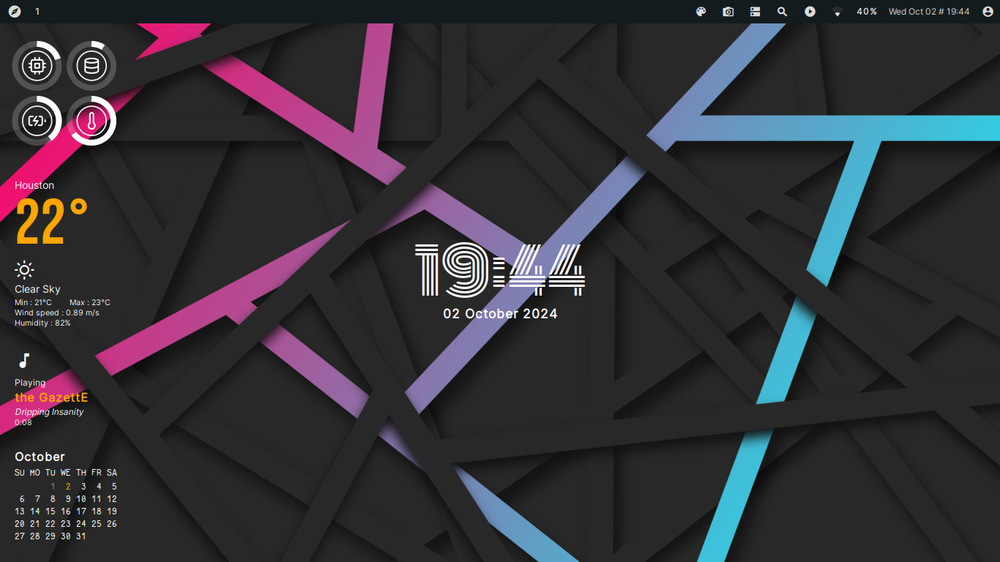 1
40% Wed Oct 02 # 19:44
Houston
22°
Clear Sky
Min : 21°C Max : 23°C
Wind speed : 0.89 m/s
Humidity : 82%
19:44
02 October 2024
Playing
the GazettE
Dripping Insanity
0:08
October
SU MO TU WE TH FR SA
1 2 3 4 5
6 7 8 9 10 11 12
13 14 15 16 17 18 19
20 21 22 23 24 25 26
27 28 29 30 31